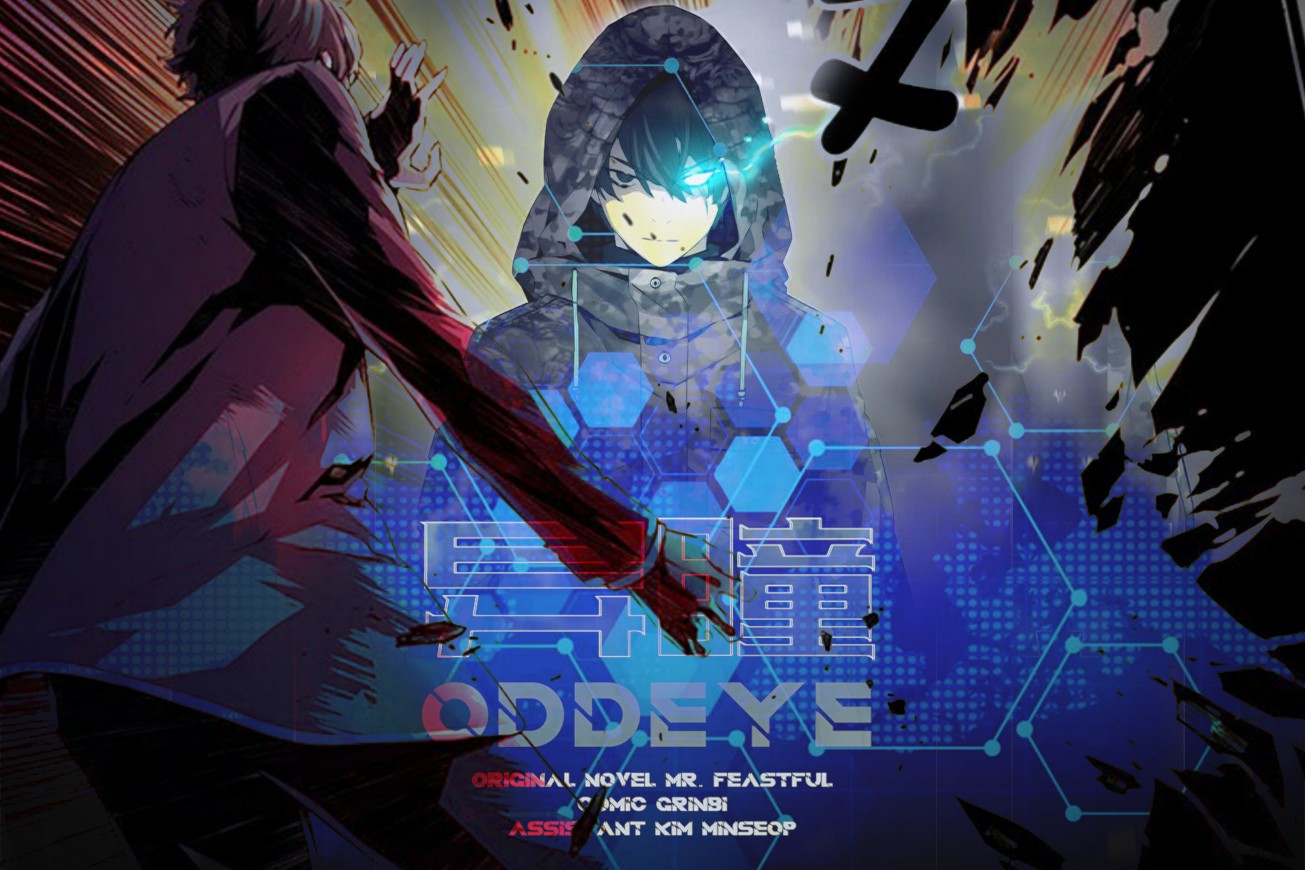 异瞳
ODDEYE
ORIGINAL NOVEL MR. FEASTFUL
COMIC GRINBI
ASSISTANT KIM MINSEOP